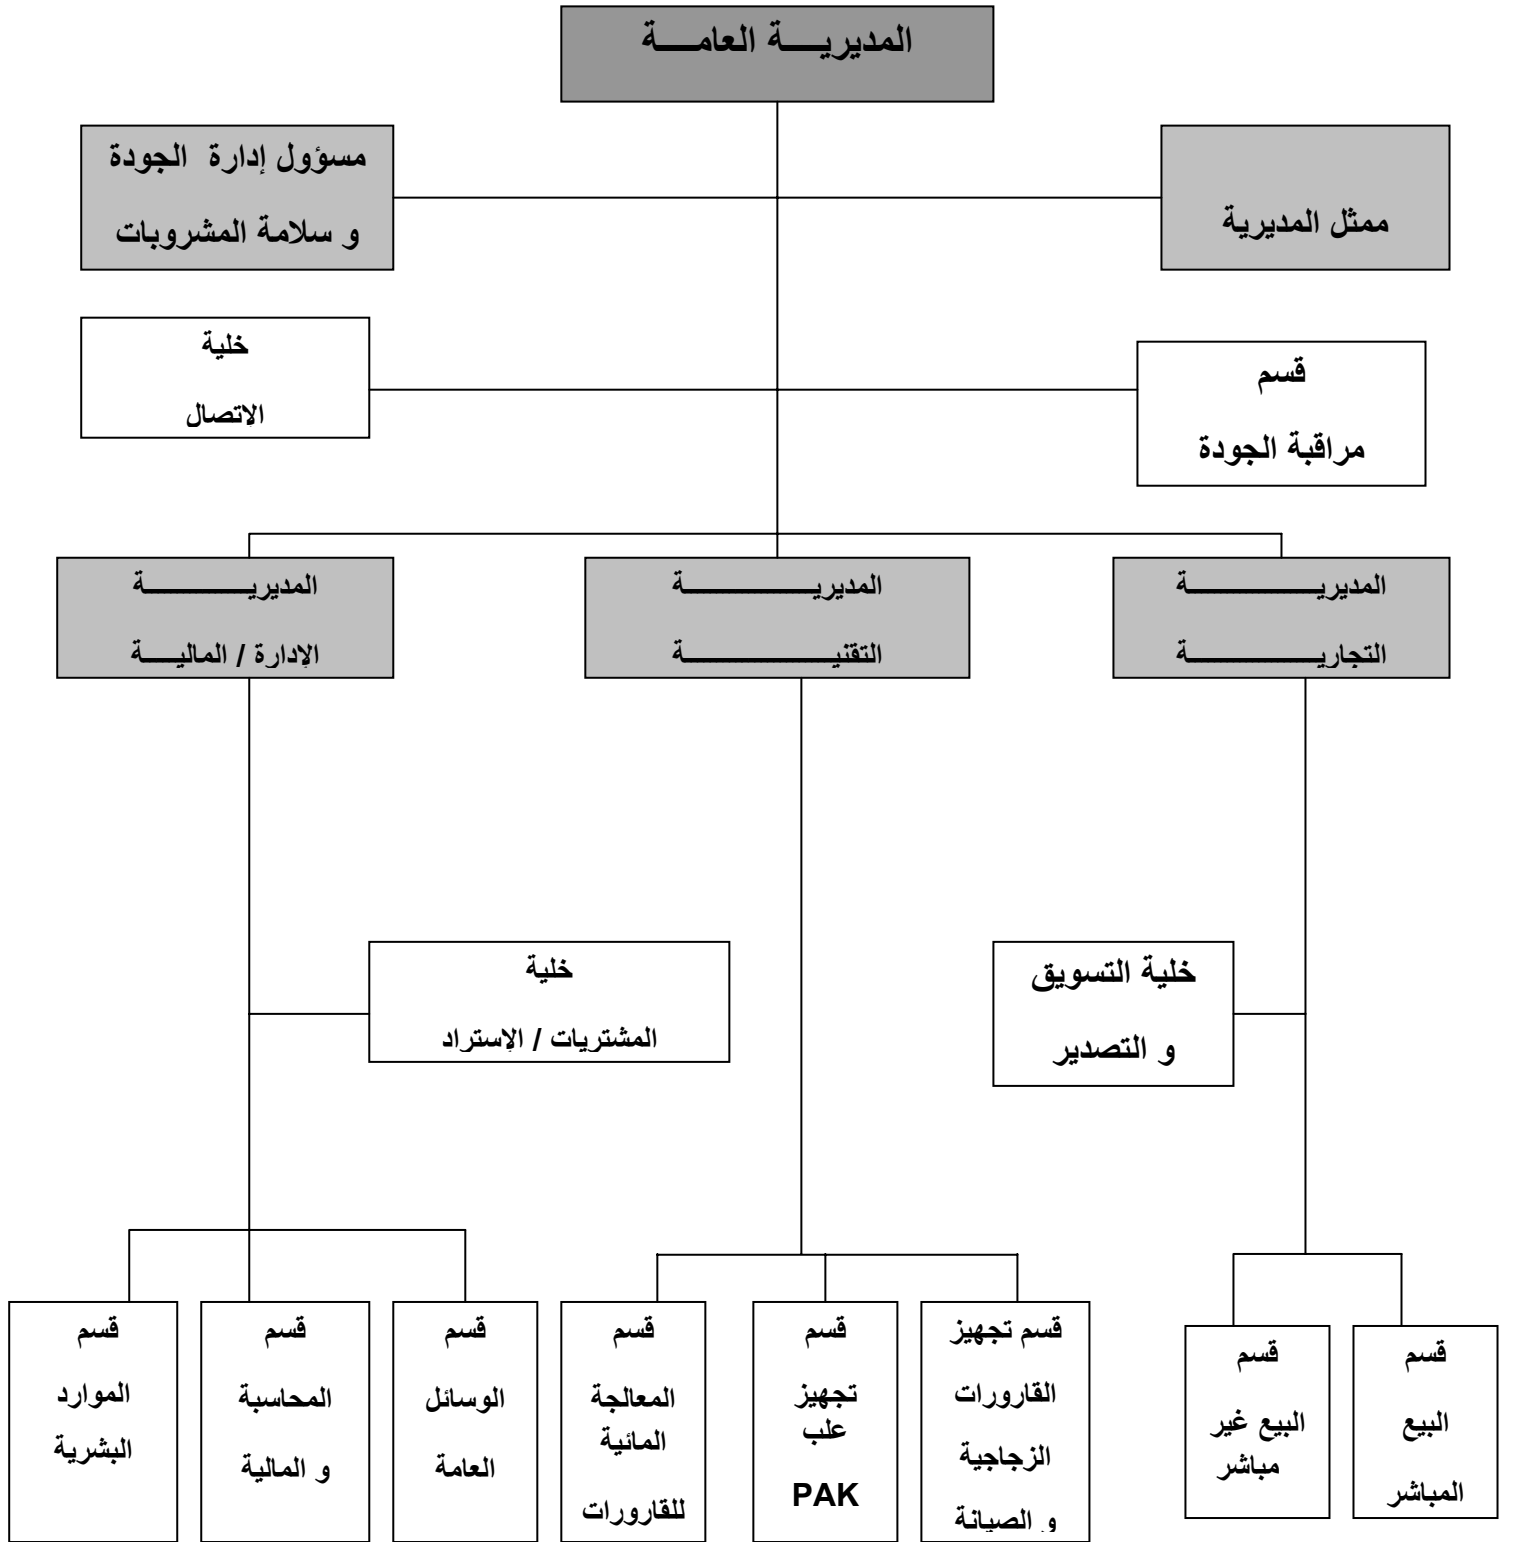 المديريـــة العامـــة
ممثل المديرية
مسؤول إدارة الجودة
و سلامة المشروبات
قسم
مراقبة الجودة
خلية
الاتصال
المديريـــــــــة
التجاريـــــــــة
المديريـــــــــة
التقنيـــــــــة
المديريـــــــــة
الإدارة / الماليـــة
خلية التسويق
و التصدير
خلية
المشتريات / الإستراد
قسم
البيع
المباشر
قسم
البيع غير
مباشر
قسم تجهيز
القارورات
الزجاجية
و الصيانة
قسم
تجهيز
علب
PAK
قسم
المعالجة
المائية
للقارورات
قسم
الوسائل
العامة
قسم
المحاسبة
و المالية
قسم
الموارد
البشرية